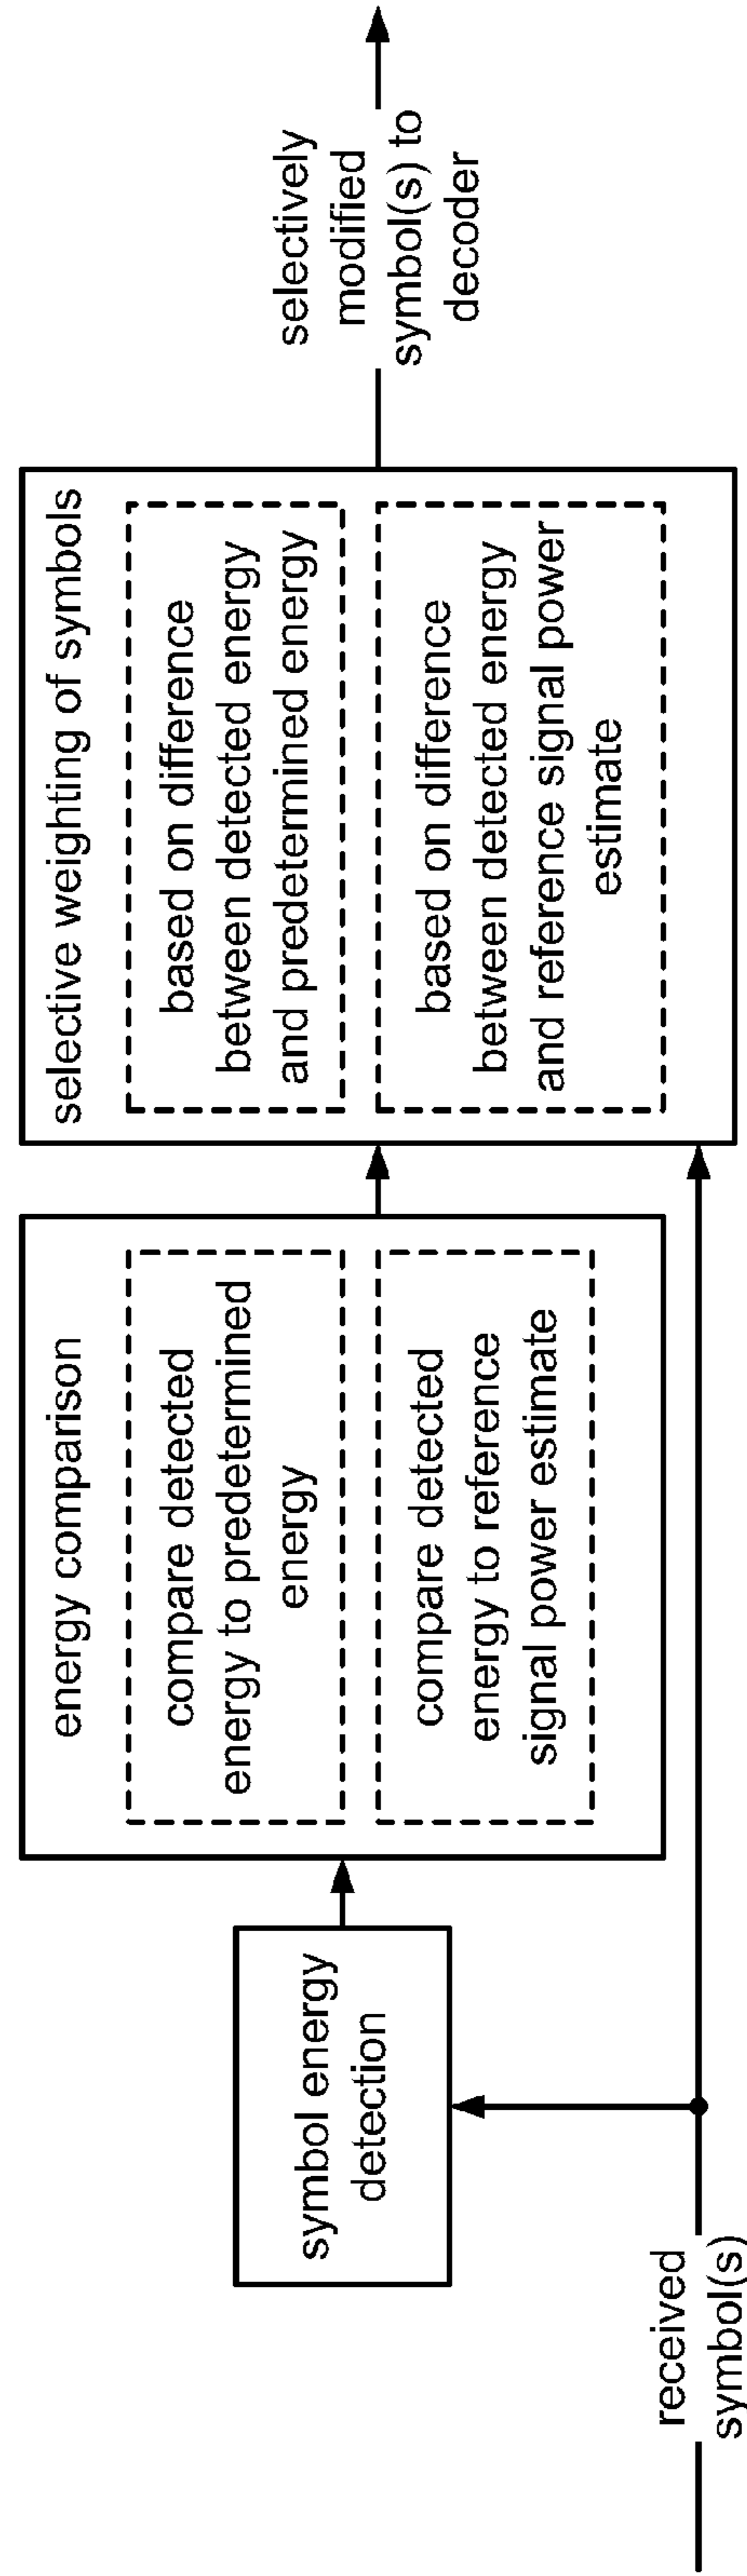 received
symbol(s)
symbol energy
detection
energy comparison
compare detected
energy to predetermined
energy
compare detected
energy to reference
signal power estimate
selective weighting of symbols
based on difference
between detected energy
and predetermined energy
based on difference
between detected energy
and reference signal power
estimate
selectively
modified
symbol(s) to
decoder